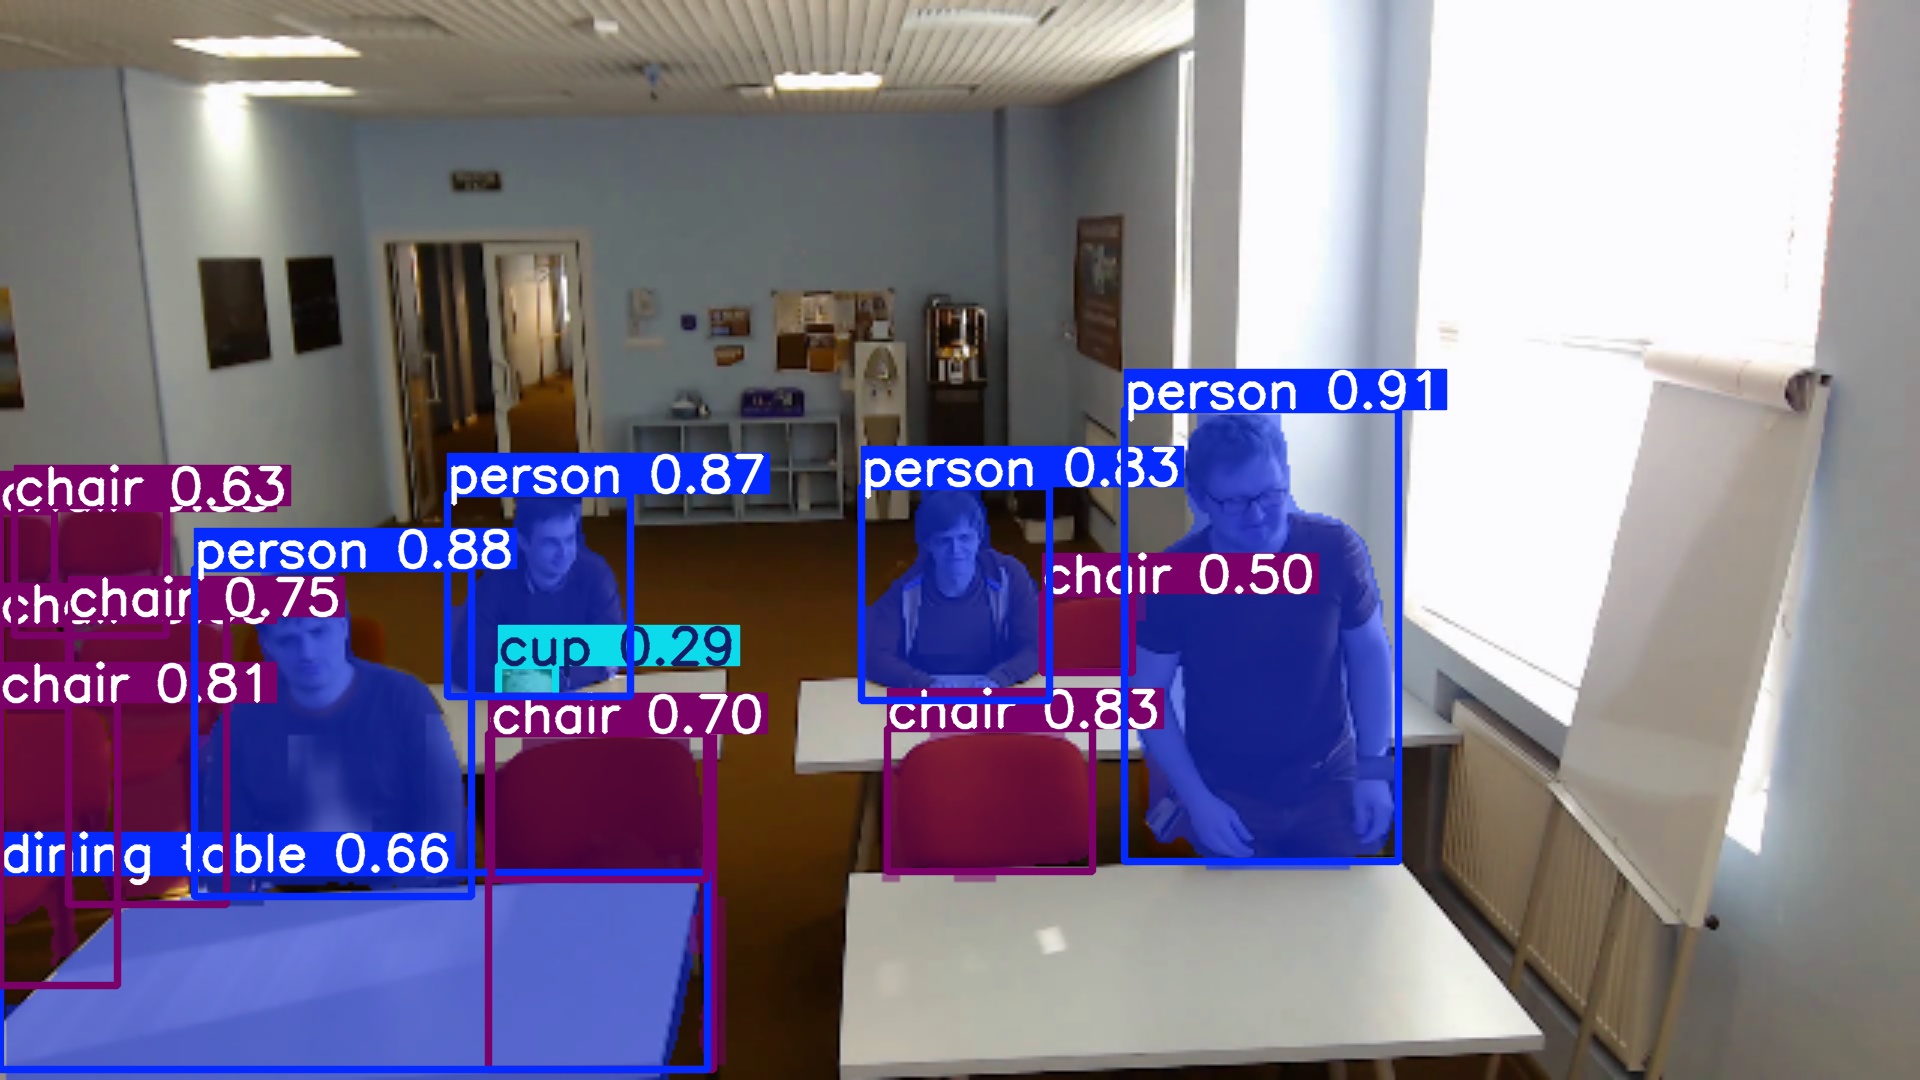 person 0.91
person 0.83
person 0.87
chair 0.63
person 0.88
chair 0.50
chair 0.75
cup 0.29
chair 0.81
chair 0.70
chair 0.83
dining table 0.66